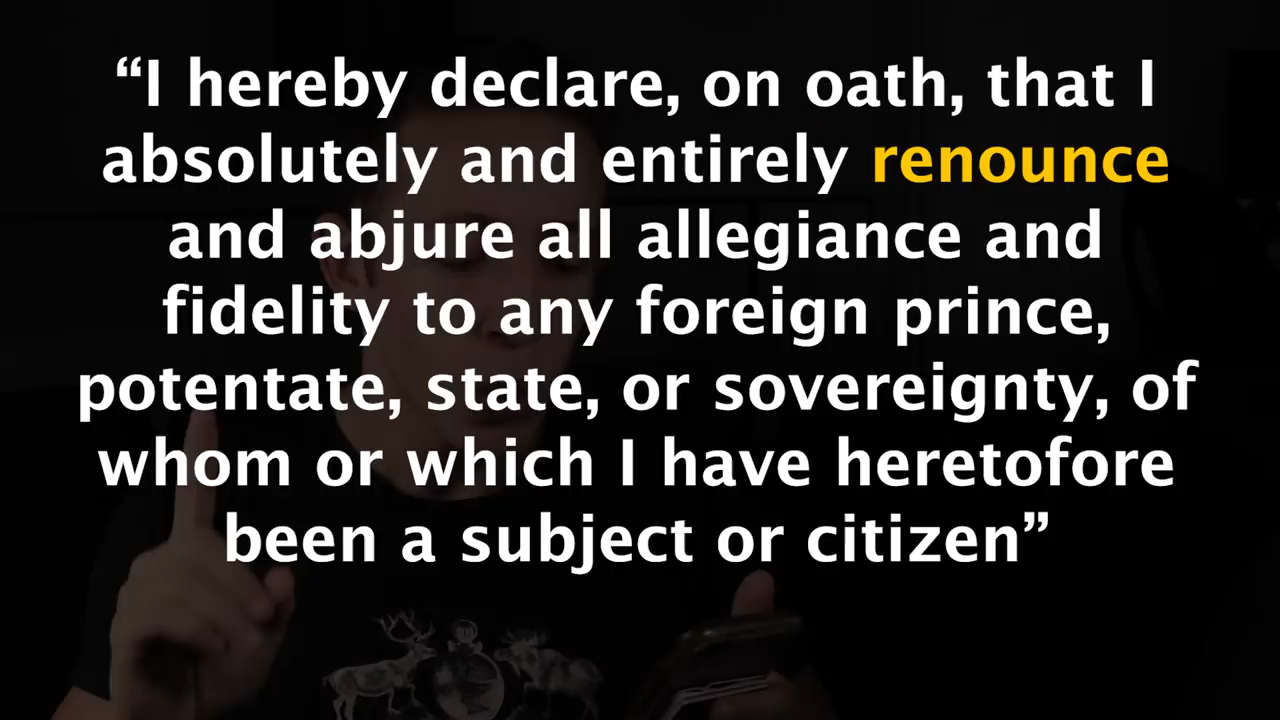 “I hereby declare, on oath, that I
absolutely and entirely renounce
and abjure all allegiance and
fidelity to any foreign prince,
potentate, state, or sovereignty, of
whom or which I have heretofore
been a subject or citizen”